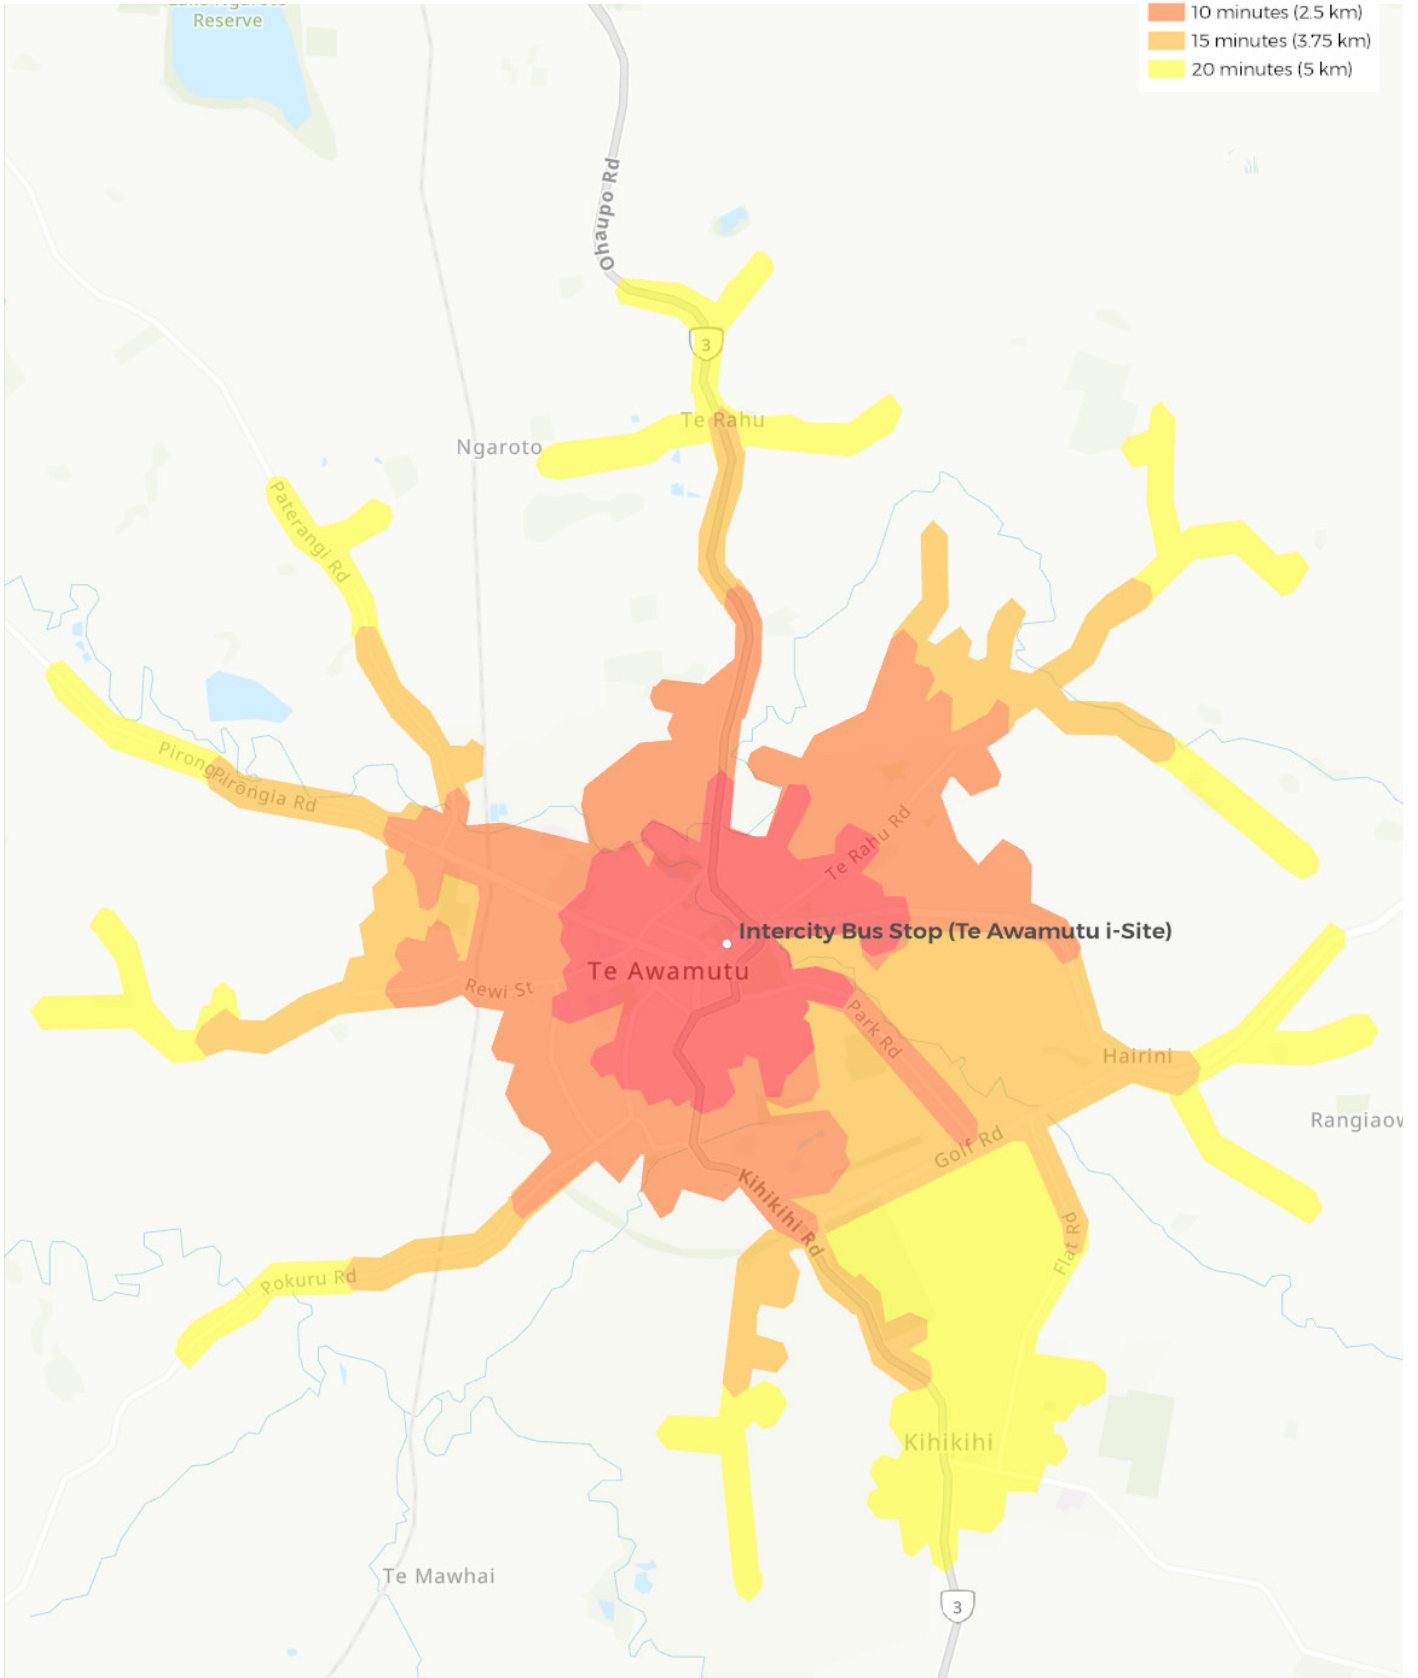 Lake Ngaroto
Reserve
10 minutes (2.5 km)
15 minutes (3.75 km)
20 minutes (5 km)
Ohaupo Rd
3
Te Rahu
Ngaroto
Paterangi Rd
Pirongia
Pirongia Rd
Te Rahu Rd
Intercity Bus Stop (Te Awamutu i-Site)
Te Awamutu
Rewi St
Park Rd
Hairini
Rangiaow
Golf Rd
Kihikihi Rd
Flat Rd
Pokuru Rd
Kihikihi
Te Mawhai
3